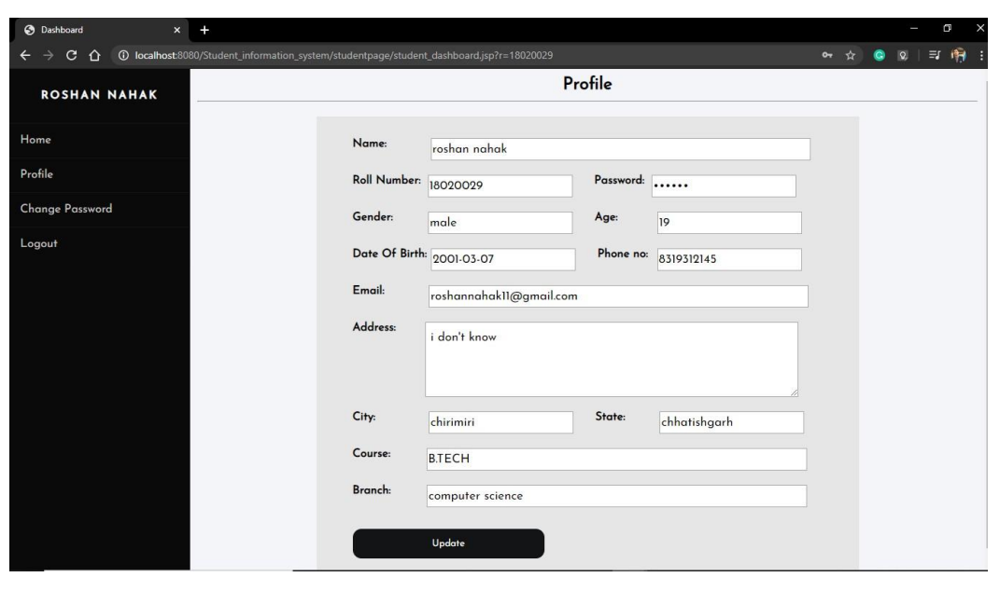 Dashboard
localhost:8080/Student_information_system/studentpage/student_dashboard.jsp?r=18020029
ROSHAN NAHAK
Home
Profile
Change Password
Logout
Profile
Name: roshan nahak
Roll Number: 18020029 Password: ••••••
Gender: male Age: 19
Date Of Birth: 2001-03-07 Phone no: 8319312145
Email: roshannahak11@gmail.com
Address: i don't know
City: chirimiri State: chhatishgarh
Course: B.TECH
Branch: computer science
Update